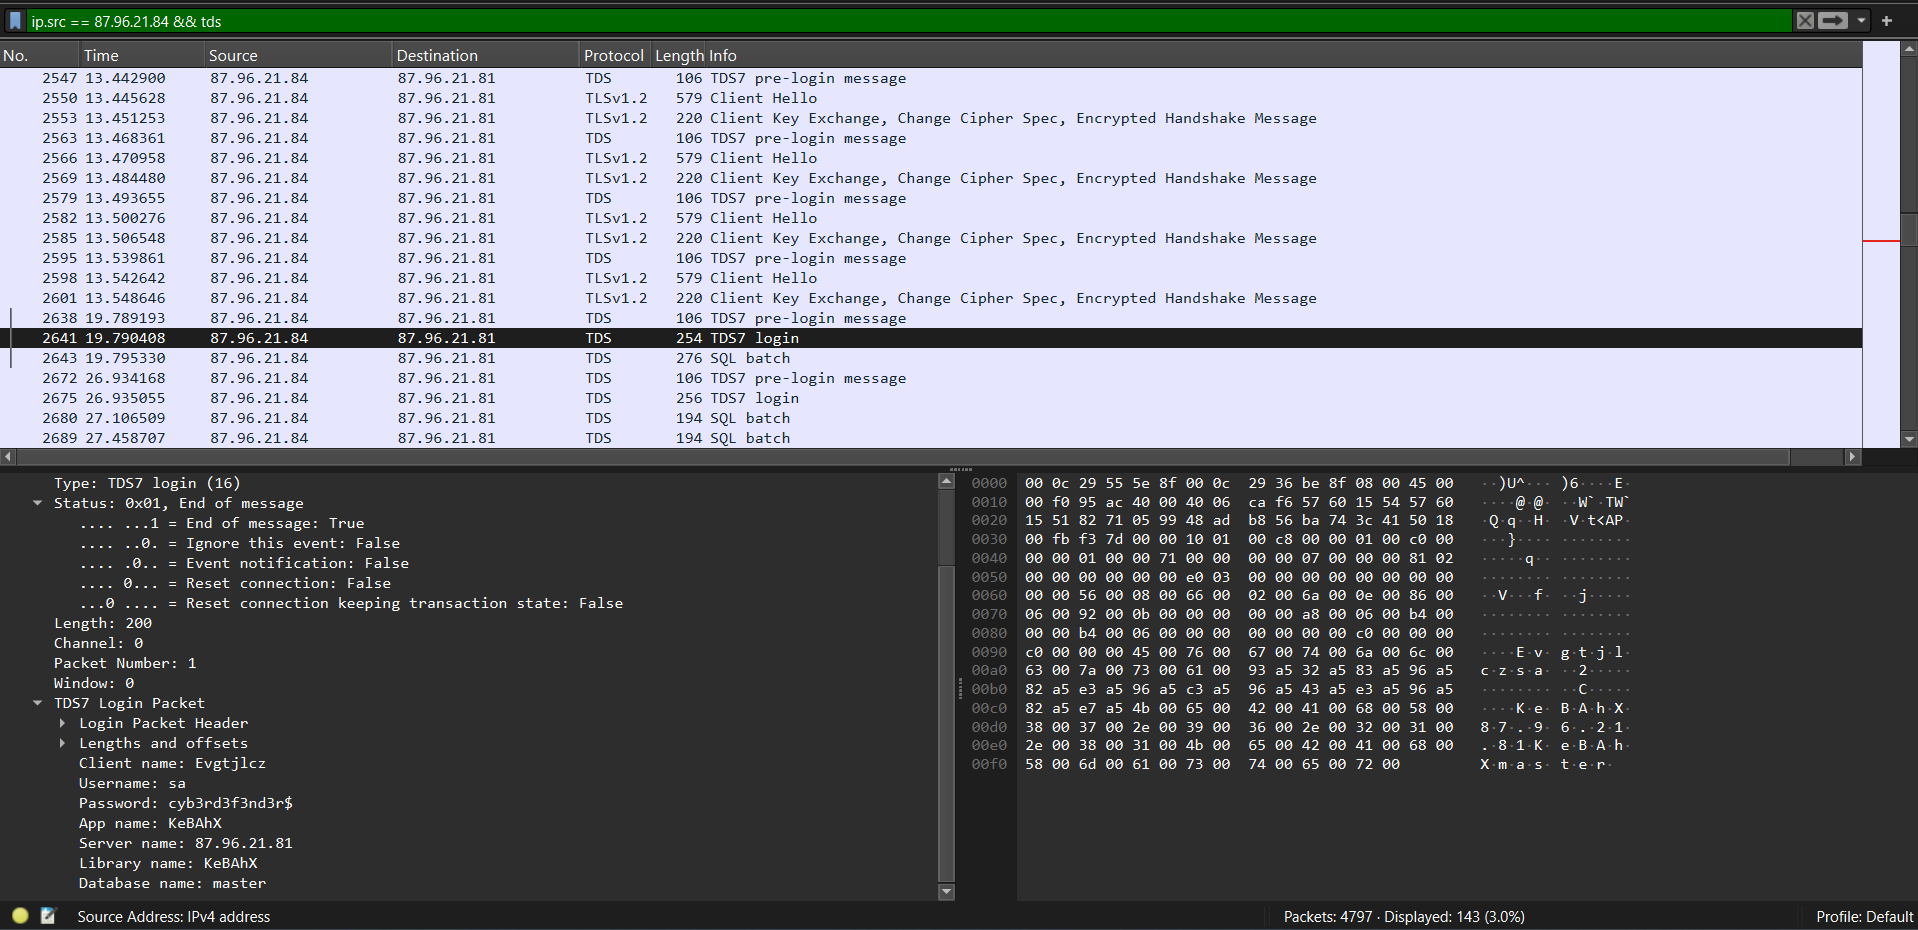 ip.src == 87.96.21.84 && tds
No. Time Source Destination Protocol Length Info
2547 13.442900 87.96.21.84 87.96.21.81 TDS 106 TDS7 pre-login message
2550 13.445628 87.96.21.84 87.96.21.81 TLSv1.2 579 Client Hello
2553 13.451253 87.96.21.84 87.96.21.81 TLSv1.2 220 Client Key Exchange, Change Cipher Spec, Encrypted Handshake Message
2563 13.468361 87.96.21.84 87.96.21.81 TDS 106 TDS7 pre-login message
2566 13.470958 87.96.21.84 87.96.21.81 TLSv1.2 579 Client Hello
2569 13.484480 87.96.21.84 87.96.21.81 TLSv1.2 220 Client Key Exchange, Change Cipher Spec, Encrypted Handshake Message
2579 13.493655 87.96.21.84 87.96.21.81 TDS 106 TDS7 pre-login message
2582 13.500276 87.96.21.84 87.96.21.81 TLSv1.2 579 Client Hello
2585 13.506548 87.96.21.84 87.96.21.81 TLSv1.2 220 Client Key Exchange, Change Cipher Spec, Encrypted Handshake Message
2595 13.539861 87.96.21.84 87.96.21.81 TDS 106 TDS7 pre-login message
2598 13.542642 87.96.21.84 87.96.21.81 TLSv1.2 579 Client Hello
2601 13.548646 87.96.21.84 87.96.21.81 TLSv1.2 220 Client Key Exchange, Change Cipher Spec, Encrypted Handshake Message
2638 19.789193 87.96.21.84 87.96.21.81 TDS 106 TDS7 pre-login message
2641 19.790408 87.96.21.84 87.96.21.81 TDS 254 TDS7 login
2643 19.795330 87.96.21.84 87.96.21.81 TDS 276 SQL batch
2672 26.934168 87.96.21.84 87.96.21.81 TDS 106 TDS7 pre-login message
2675 26.935055 87.96.21.84 87.96.21.81 TDS 256 TDS7 login
2680 27.106509 87.96.21.84 87.96.21.81 TDS 194 SQL batch
2689 27.458707 87.96.21.84 87.96.21.81 TDS 194 SQL batch
Type: TDS7 login (16)
Status: 0x01, End of message
.... ...1 = End of message: True
.... ..0. = Ignore this event: False
.... .0.. = Event notification: False
.... 0... = Reset connection: False
...0 .... = Reset connection keeping transaction state: False
Length: 200
Channel: 0
Packet Number: 1
Window: 0
TDS7 Login Packet
Login Packet Header
Lengths and offsets
Client name: Evgtjlcz
Username: sa
Password: cyb3rd3f3nd3r$
App name: KeBAhX
Server name: 87.96.21.81
Library name: KeBAhX
Database name: master
0000 00 0c 29 55 5e 8f 00 0c 29 36 be 8f 08 00 45 00 ··)U^··· )6····E·
0010 00 f0 95 ac 40 00 40 06 ca f6 57 60 15 54 57 60 ····@·@· ··W`·TW`
0020 15 51 82 71 05 99 48 ad b8 56 ba 74 3c 41 50 18 ·Q·q··H· ·V·t<AP·
0030 00 fb f3 7d 00 00 10 01 00 c8 00 00 01 00 c0 00 ···}···· ········
0040 00 00 01 00 00 71 00 00 00 00 00 07 00 00 00 81 02 ·····q·· ········
0050 00 00 00 00 00 00 e0 03 00 00 00 00 00 00 00 00 ········ ········
0060 00 00 56 00 08 00 66 00 02 00 6a 00 0e 00 86 00 ··V···f· ··j·····
0070 06 00 92 00 0b 00 00 00 00 00 a8 00 06 00 b4 00 ········ ········
0080 00 00 b4 00 06 00 00 00 00 00 00 00 c0 00 00 00 ········ ········
0090 c0 00 00 00 45 00 76 00 67 00 74 00 6a 00 6c 00 ····E·v· g·t·j·l·
00a0 63 00 7a 00 73 00 61 00 93 a5 32 a5 83 a5 96 a5 c·z·s·a· ··2·····
00b0 82 a5 e3 a5 96 a5 c3 a5 96 a5 43 a5 e3 a5 96 a5 ········ ··C·····
00c0 82 a5 e7 a5 4b 00 65 00 42 00 41 00 68 00 58 00 ····K·e· B·A·h·X·
00d0 38 00 37 00 2e 00 39 00 36 00 2e 00 32 00 31 00 8·7·.·9· 6·.·2·1·
00e0 2e 00 38 00 31 00 4b 00 65 00 42 00 41 00 68 00 .·8·1·K· e·B·A·h·
00f0 58 00 6d 00 61 00 73 00 74 00 65 00 72 00 X·m·a·s· t·e·r·
Source Address: IPv4 address
Packets: 4797 · Displayed: 143 (3.0%)
Profile: Default